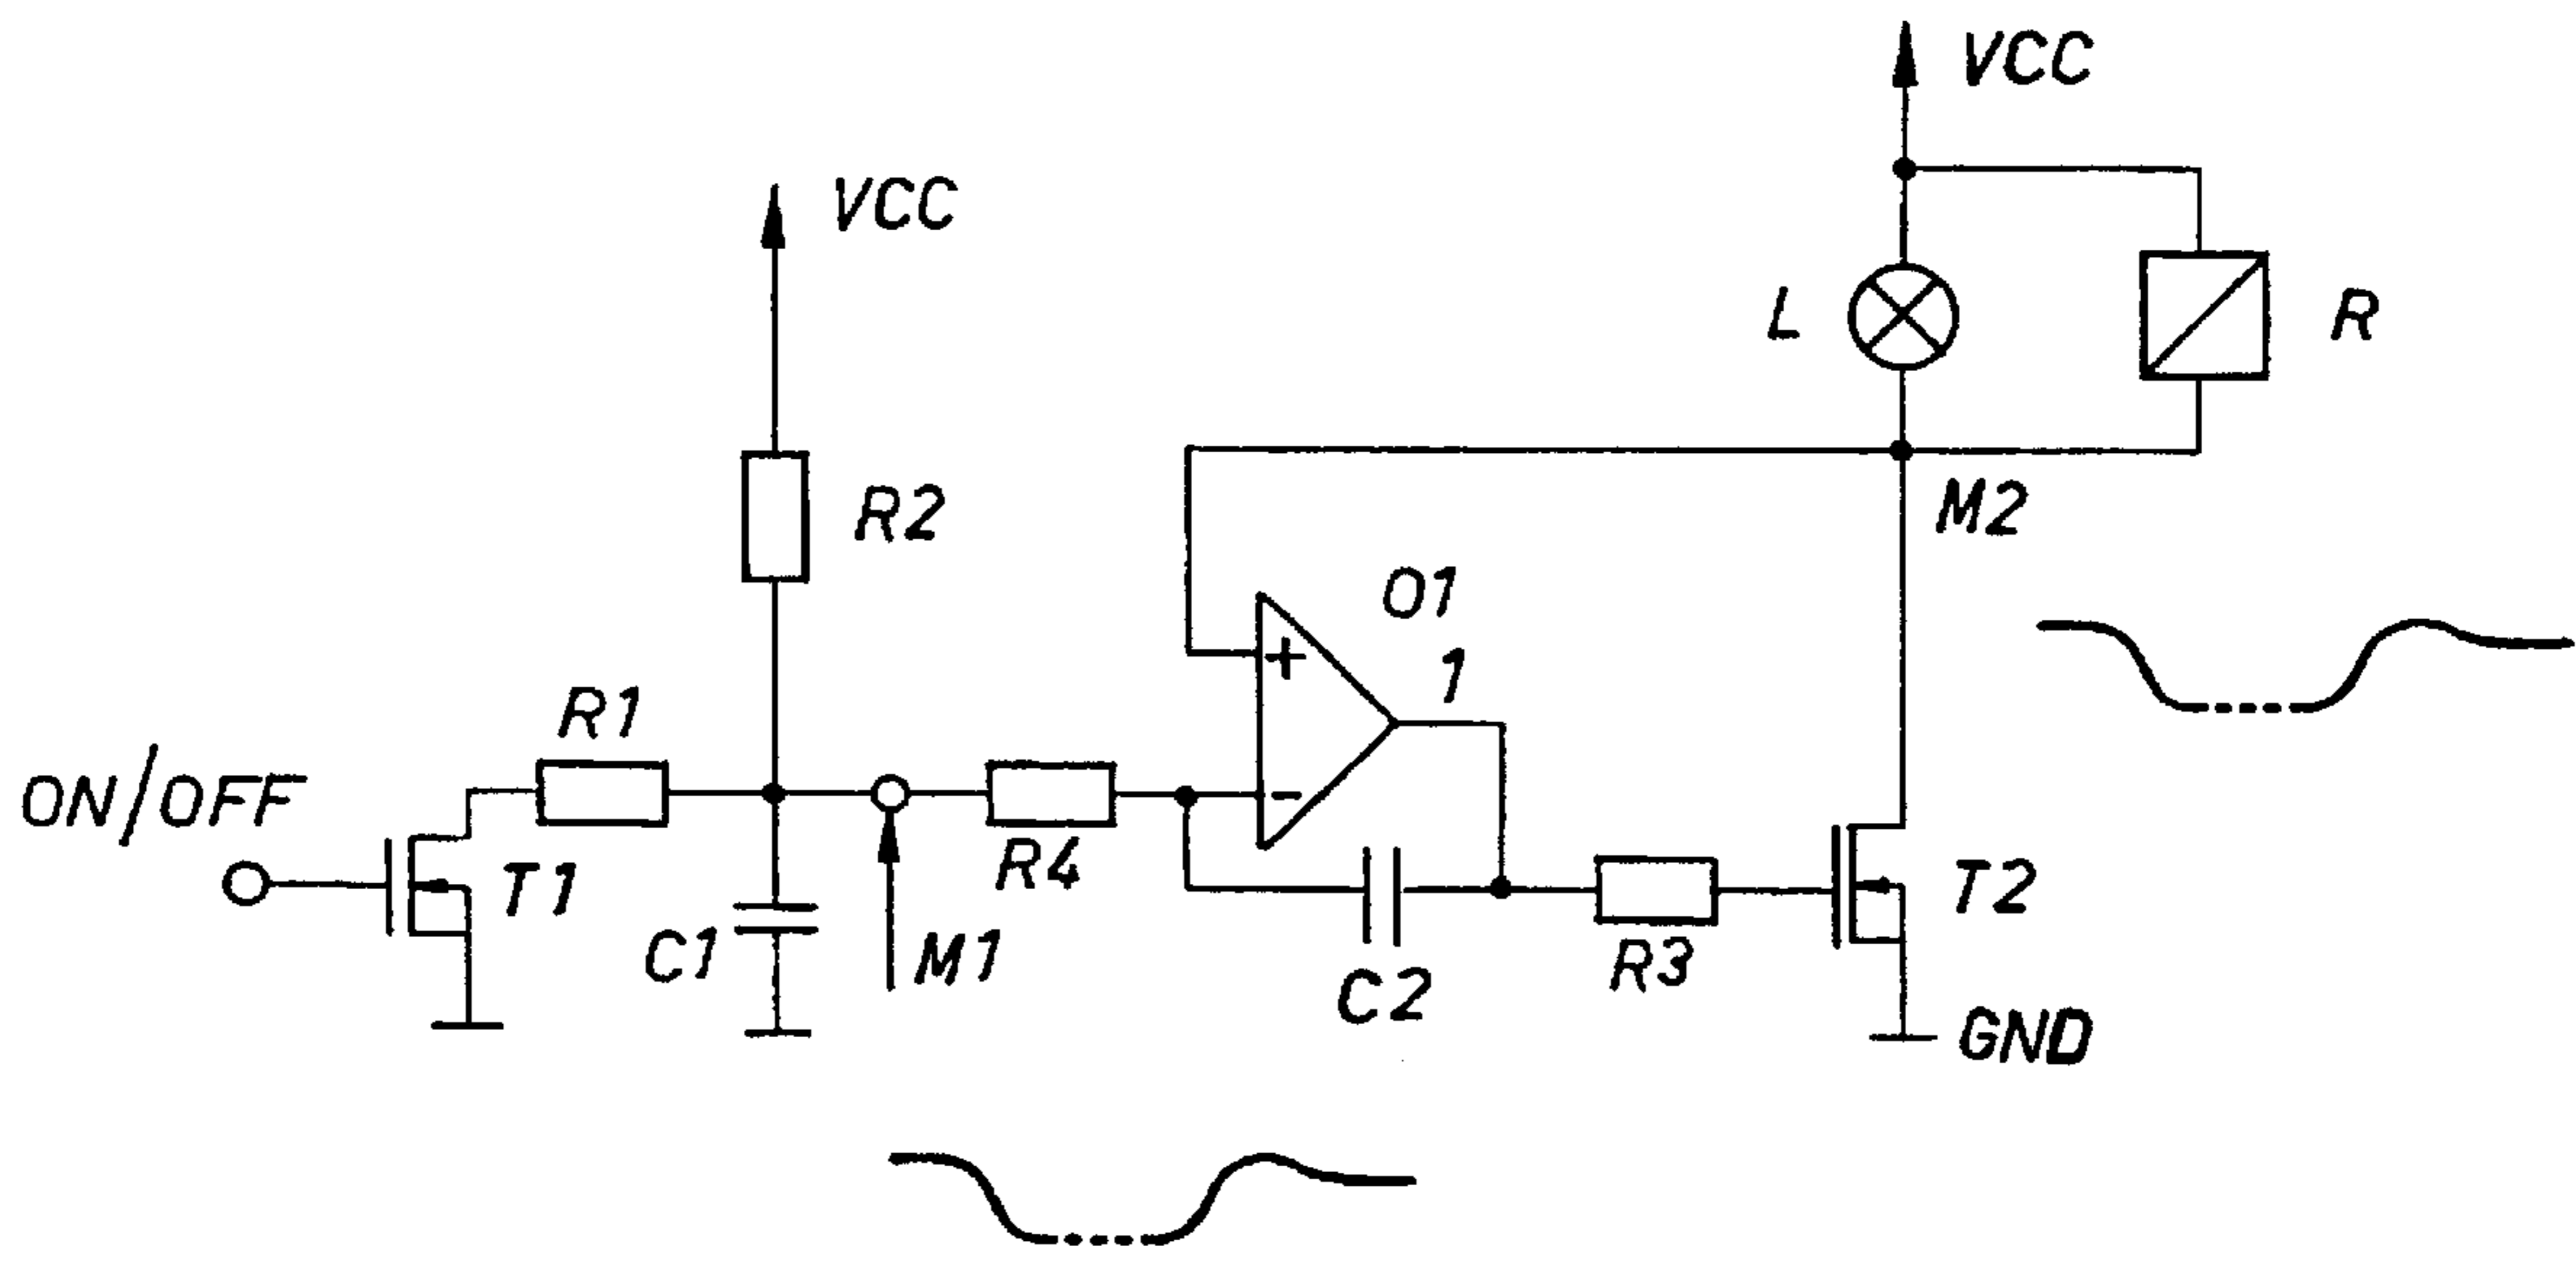 VCC
VCC
L
R
R2
M2
O1
1
R1
ON/OFF
+
-
T1
R4
T2
C1
M1
C2
R3
GND